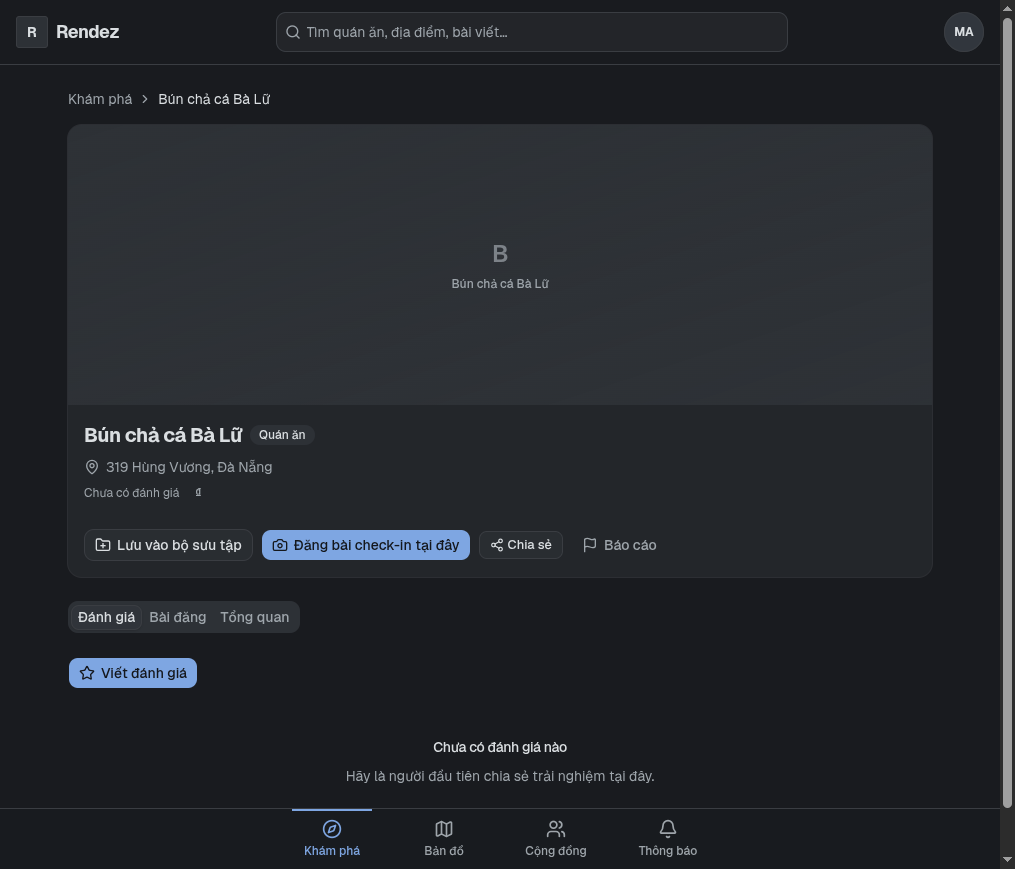 R Rendez
Tìm quán ăn, địa điểm, bài viết...
MA
Khám phá > Bún chả cá Bà Lữ
B
Bún chả cá Bà Lữ
Bún chả cá Bà Lữ Quán ăn
319 Hùng Vương, Đà Nẵng
Chưa có đánh giá ₫
Lưu vào bộ sưu tập Đăng bài check-in tại đây Chia sẻ Báo cáo
Đánh giá Bài đăng Tổng quan
Viết đánh giá
Chưa có đánh giá nào
Hãy là người đầu tiên chia sẻ trải nghiệm tại đây.
Khám phá Bản đồ Cộng đồng Thông báo